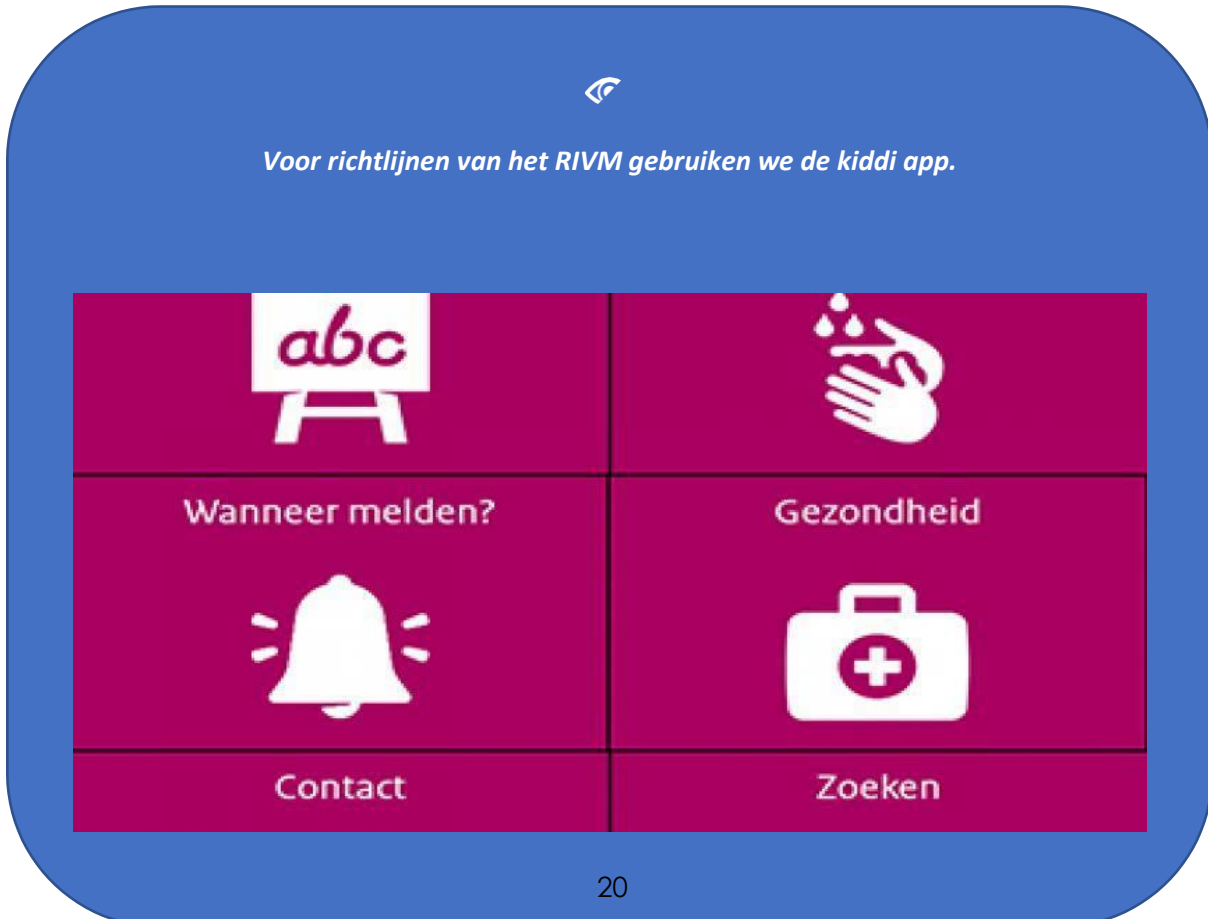 Voor richtlijnen van het RIVM gebruiken we de kiddi app.
abc
Wanneer melden?
Gezondheid
Contact
Zoeken
20